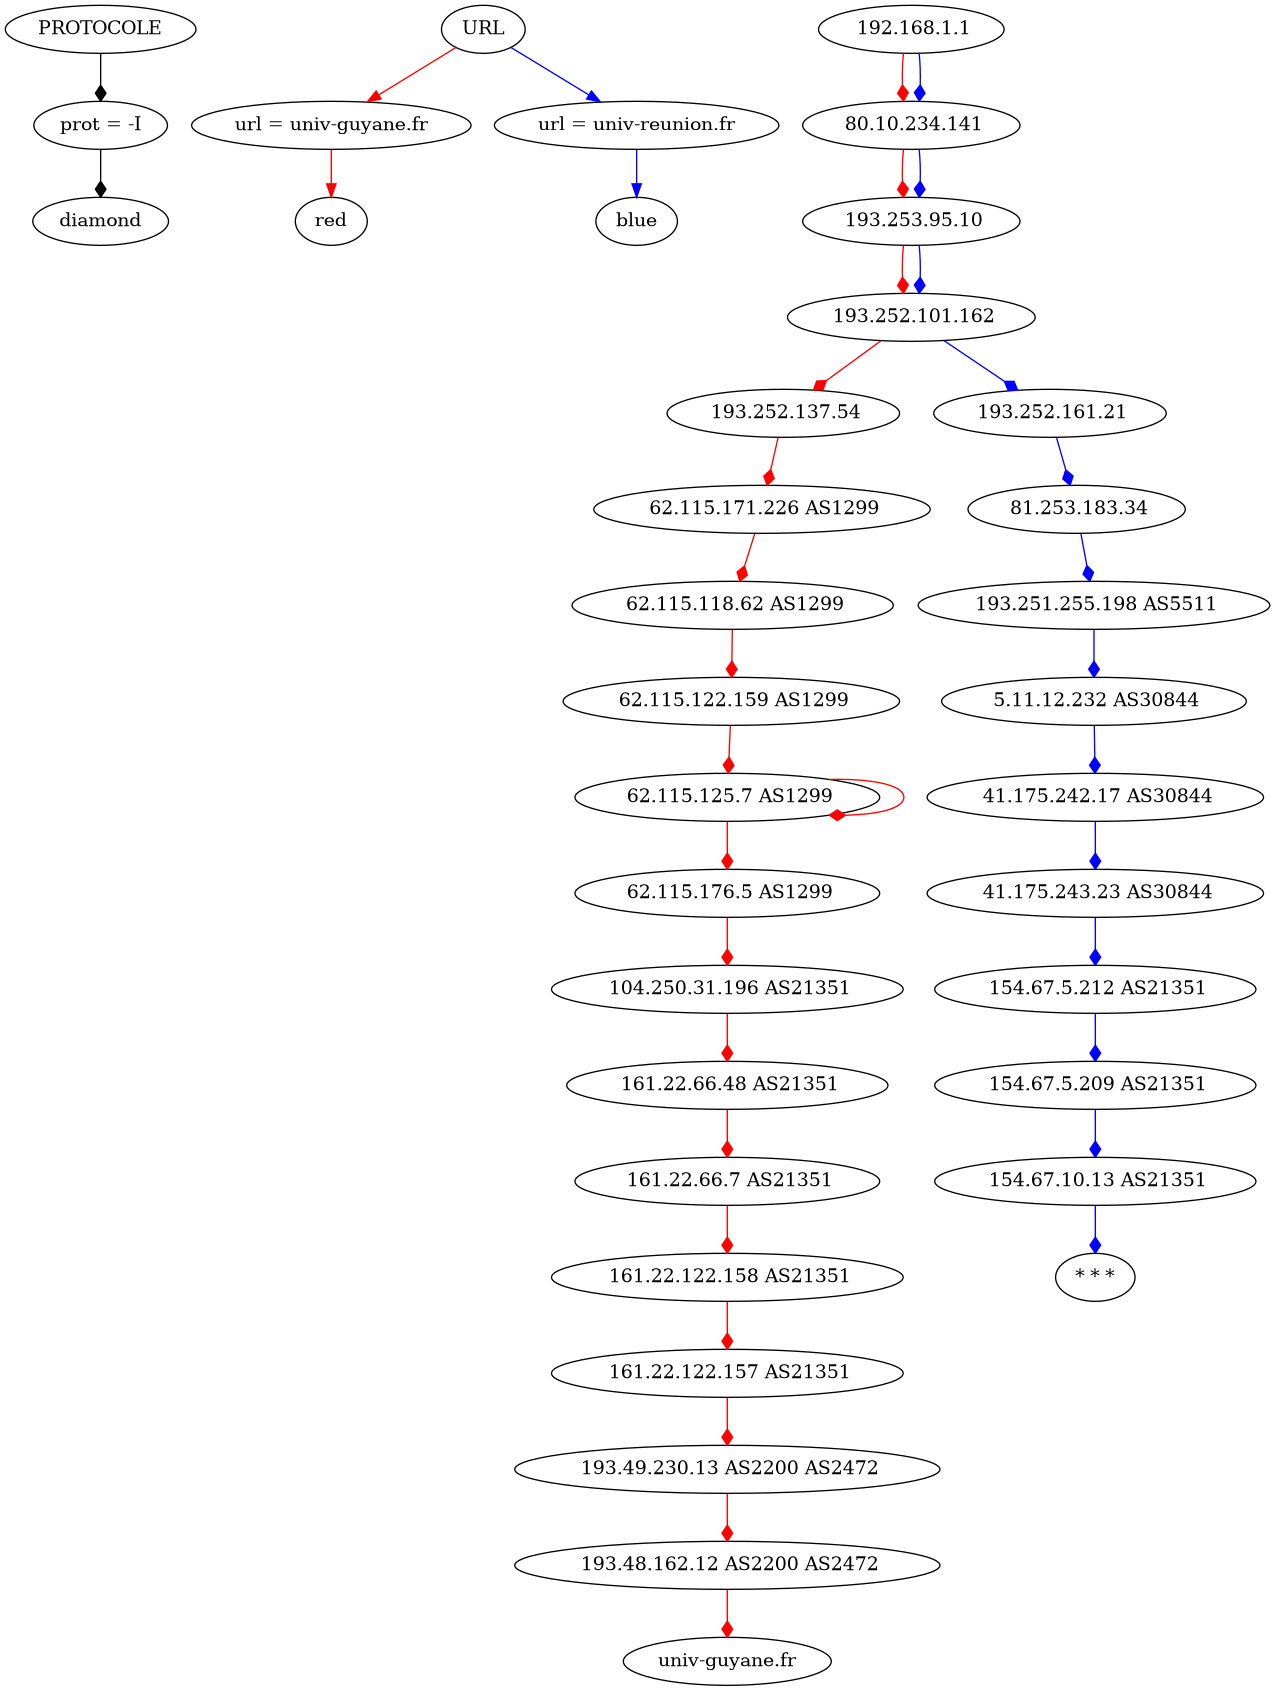 PROTOCOLE
URL
192.168.1.1
prot = -I
url = univ-guyane.fr
url = univ-reunion.fr
80.10.234.141
diamond
red
blue
193.253.95.10
193.252.101.162
193.252.137.54
193.252.161.21
62.115.171.226 AS1299
81.253.183.34
62.115.118.62 AS1299
193.251.255.198 AS5511
62.115.122.159 AS1299
5.11.12.232 AS30844
62.115.125.7 AS1299
41.175.242.17 AS30844
62.115.176.5 AS1299
41.175.243.23 AS30844
104.250.31.196 AS21351
154.67.5.212 AS21351
161.22.66.48 AS21351
154.67.5.209 AS21351
161.22.66.7 AS21351
154.67.10.13 AS21351
161.22.122.158 AS21351
* * *
161.22.122.157 AS21351
193.49.230.13 AS2200 AS2472
193.48.162.12 AS2200 AS2472
univ-guyane.fr